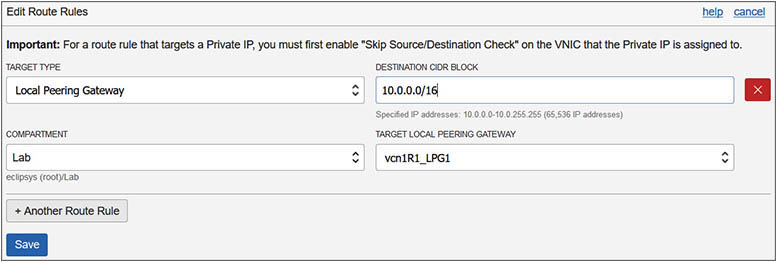 Edit Route Rules
help cancel
Important: For a route rule that targets a Private IP, you must first enable "Skip Source/Destination Check" on the VNIC that the Private IP is assigned to.
TARGET TYPE
DESTINATION CIDR BLOCK
Local Peering Gateway
10.0.0.0/16
Specified IP addresses: 10.0.0.0-10.0.255.255 (65,536 IP addresses)
COMPARTMENT
TARGET LOCAL PEERING GATEWAY
Lab
vcn1R1_LPG1
eclipsys (root)/Lab
+ Another Route Rule
Save